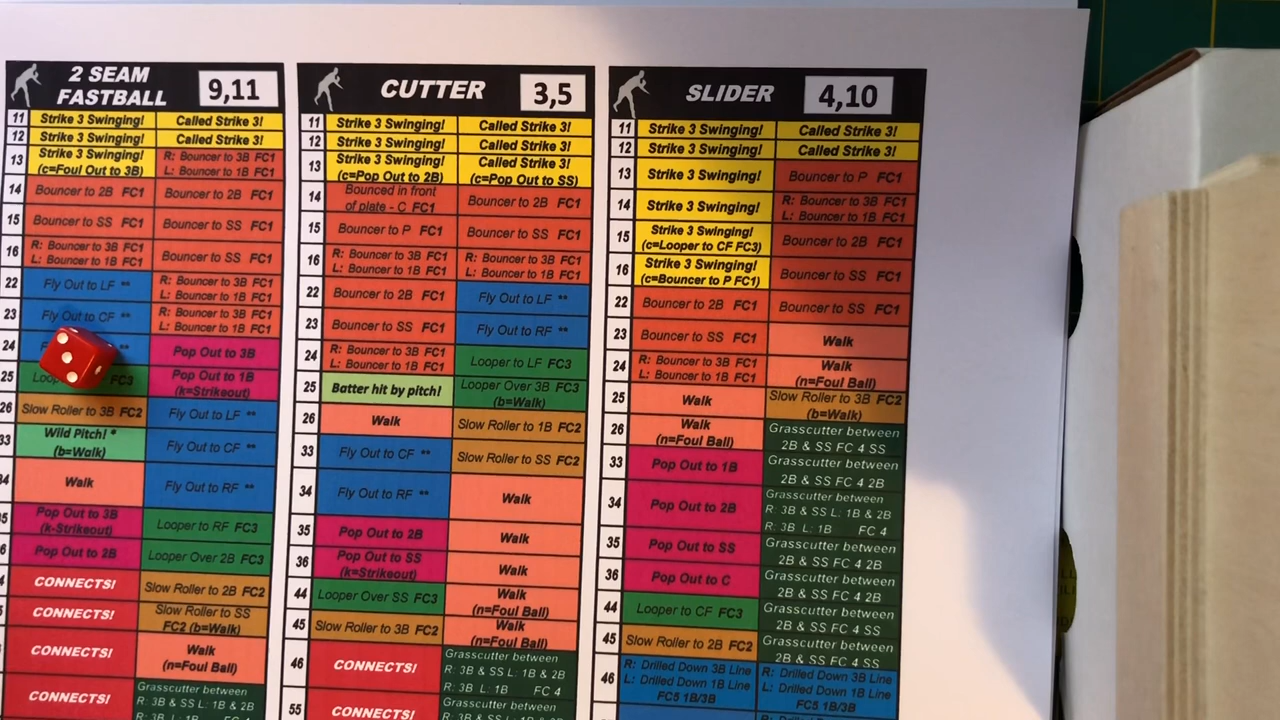 2 SEAM
FASTBALL
9,11
11 Strike 3 Swinging! Called Strike 3!
12 Strike 3 Swinging! Called Strike 3!
13 Strike 3 Swinging!
(c=Foul Out to 3B)
R: Bouncer to 3B FC1
L: Bouncer to 1B FC1
14 Bouncer to 2B FC1 Bouncer to 2B FC1
15 Bouncer to SS FC1 Bouncer to SS FC1
16 R: Bouncer to 3B FC1
L: Bouncer to 1B FC1
Bouncer to SS FC1
22 Fly Out to LF **
R: Bouncer to 3B FC1
L: Bouncer to 1B FC1
23 Fly Out to CF **
R: Bouncer to 3B FC1
L: Bouncer to 1B FC1
24 ** Pop Out to 3B
25 FC3 Pop Out to 1B
(k=Strikeout)
26 Slow Roller to 3B FC2 Fly Out to LF **
33 Wild Pitch! *
(b=Walk)
Fly Out to CF **
Walk Fly Out to RF **
Pop Out to 3B
(k-Strikeout)
Looper to RF FC3
Pop Out to 2B Looper Over 2B FC3
CONNECTS! Slow Roller to 2B FC2
CONNECTS! Slow Roller to SS
FC2 (b=Walk)
CONNECTS! Walk
(n=Foul Ball)
CONNECTS! Grasscutter between
R: 3B & SS L: 1B & 2B
CUTTER
3,5
11 Strike 3 Swinging! Called Strike 3!
12 Strike 3 Swinging! Called Strike 3!
13 Strike 3 Swinging!
(c=Pop Out to 2B)
Called Strike 3!
(c=Pop Out to SS)
14 Bounced in front
of plate - C FC1
Bouncer to 2B FC1
15 Bouncer to P FC1 Bouncer to SS FC1
16 R: Bouncer to 3B FC1
L: Bouncer to 1B FC1
R: Bouncer to 3B FC1
L: Bouncer to 1B FC1
22 Bouncer to 2B FC1 Fly Out to LF **
23 Bouncer to SS FC1 Fly Out to RF **
24 R: Bouncer to 3B FC1
L: Bouncer to 1B FC1
Looper to LF FC3
25 Batter hit by pitch! Looper Over 3B FC3
(b=Walk)
26 Walk Slow Roller to 1B FC2
33 Fly Out to CF ** Slow Roller to SS FC2
34 Fly Out to RF ** Walk
35 Pop Out to 2B Walk
36 Pop Out to SS
(k=Strikeout)
Walk
44 Looper Over SS FC3 Walk
(n=Foul Ball)
45 Slow Roller to 3B FC2 Walk
(n=Foul Ball)
46 CONNECTS! Grasscutter between
R: 3B & SS L: 1B & 2B
R: 3B L: 1B FC 4
55 CONNECTS! Grasscutter between
SLIDER
4,10
11 Strike 3 Swinging! Called Strike 3!
12 Strike 3 Swinging! Called Strike 3!
13 Strike 3 Swinging! Bouncer to P FC1
14 Strike 3 Swinging! R: Bouncer to 3B FC1
L: Bouncer to 1B FC1
15 Strike 3 Swinging!
(c=Looper to CF FC3)
Bouncer to 2B FC1
16 Strike 3 Swinging!
(c=Bouncer to P FC1)
Bouncer to SS FC1
22 Bouncer to 2B FC1 Bouncer to SS FC1
23 Bouncer to SS FC1 Walk
24 R: Bouncer to 3B FC1
L: Bouncer to 1B FC1
Walk
(n=Foul Ball)
25 Walk Slow Roller to 3B FC2
(b=Walk)
26 Walk
(n=Foul Ball)
Grasscutter between
2B & SS FC 4 SS
33 Pop Out to 1B Grasscutter between
2B & SS FC 4 2B
34 Pop Out to 2B Grasscutter between
R: 3B & SS L: 1B & 2B
R: 3B L: 1B FC 4
35 Pop Out to SS Grasscutter between
2B & SS FC 4 2B
36 Pop Out to C Grasscutter between
2B & SS FC 4 2B
44 Looper to CF FC3 Grasscutter between
2B & SS FC 4 SS
45 Slow Roller to 2B FC2 Grasscutter between
2B & SS FC 4 SS
46 R: Drilled Down 3B Line
L: Drilled Down 1B Line
FC5 1B/3B
R: Drilled Down 3B Line
L: Drilled Down 1B Line
FC5 1B/3B